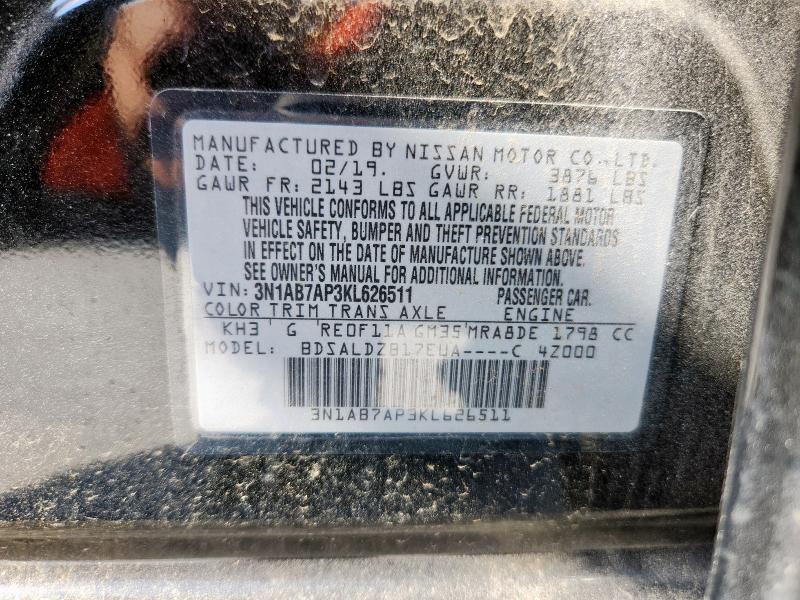 MANUFACTURED BY NISSAN MOTOR CO., LTD.
DATE: 02/19. GVWR: 3876 LBS
GAWR FR: 2143 LBS GAWR RR: 1881 LBS
THIS VEHICLE CONFORMS TO ALL APPLICABLE FEDERAL MOTOR
VEHICLE SAFETY, BUMPER AND THEFT PREVENTION STANDARDS
IN EFFECT ON THE DATE OF MANUFACTURE SHOWN ABOVE.
SEE OWNER'S MANUAL FOR ADDITIONAL INFORMATION.
VIN: 3N1AB7AP3KL626511 PASSENGER CAR.
COLOR TRIM TRANS AXLE ENGINE
KH3 G RE0F11A GM35 MRA8DE 1798 CC
MODEL: BDSALDZB17EUA----C 4Z000
3N1AB7AP3KL626511